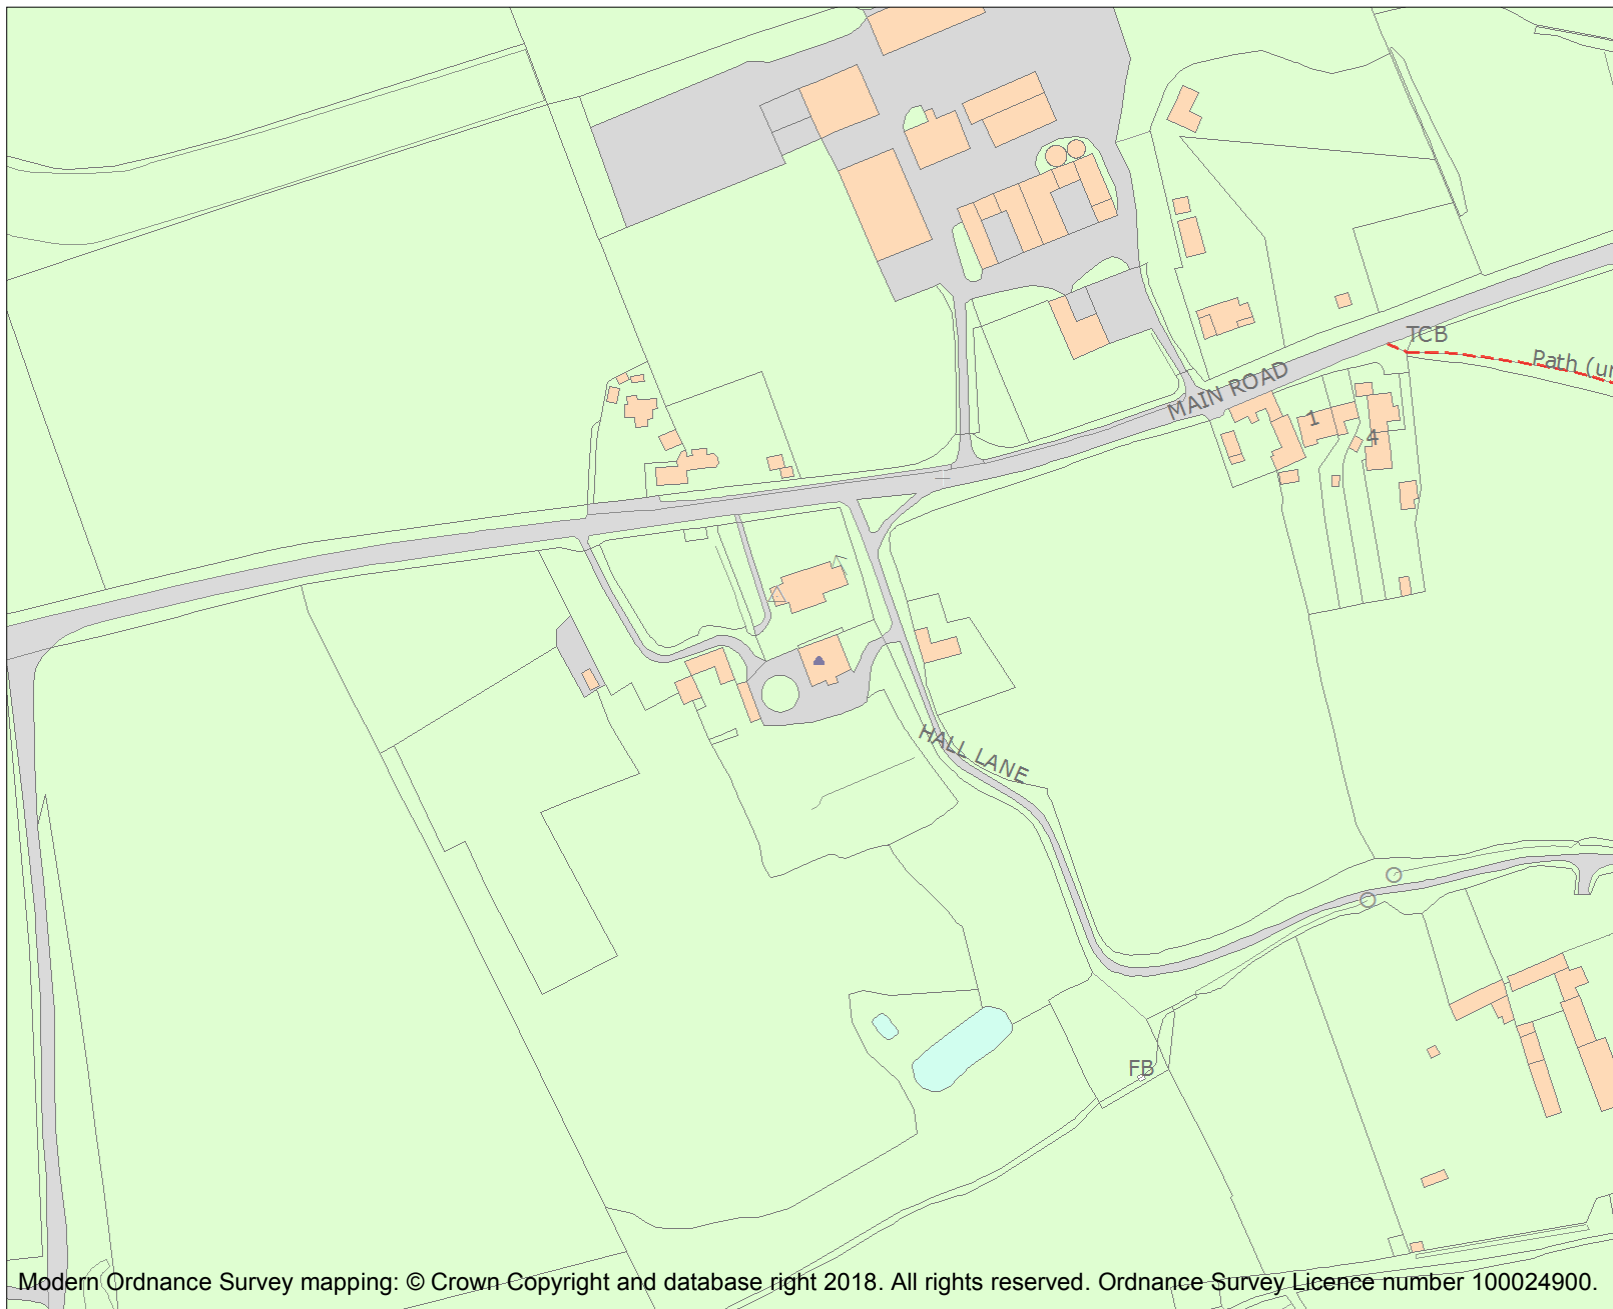 TCB
Path (un
MAIN ROAD
1
4
HALL LANE
FB
Modern Ordnance Survey mapping: © Crown Copyright and database right 2018. All rights reserved. Ordnance Survey Licence number 100024900.